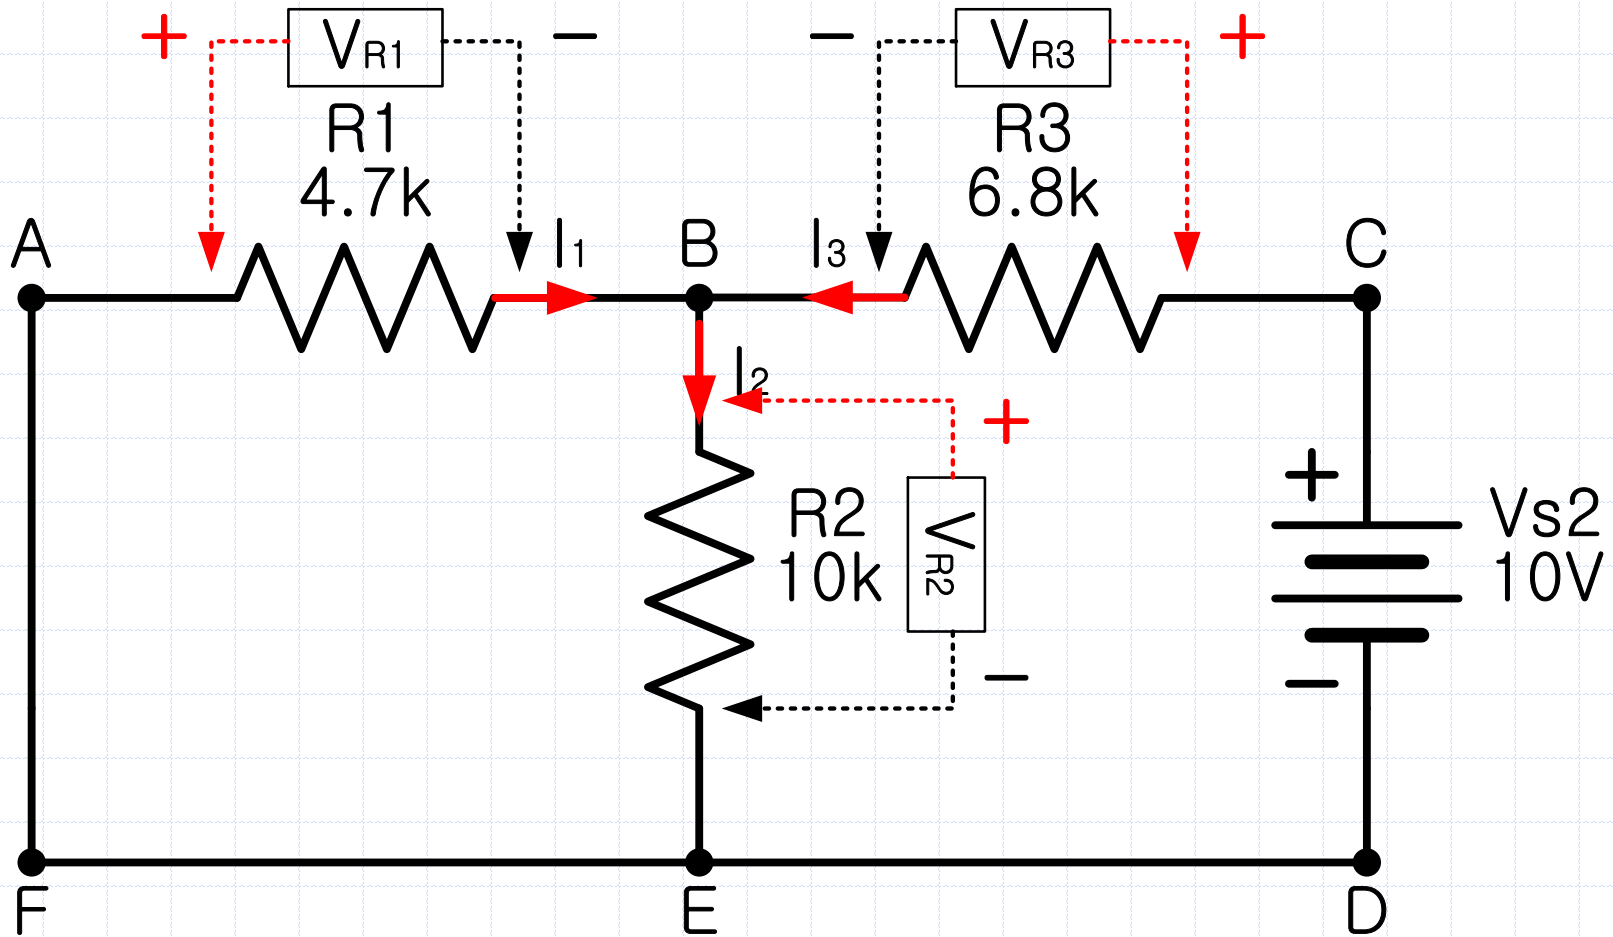 +
VR1
−
−
VR3
+
R1
4.7k
R3
6.8k
A
I1
B
I3
C
I2
+
R2
10k
VR2
−
+
−
Vs2
10V
F
E
D